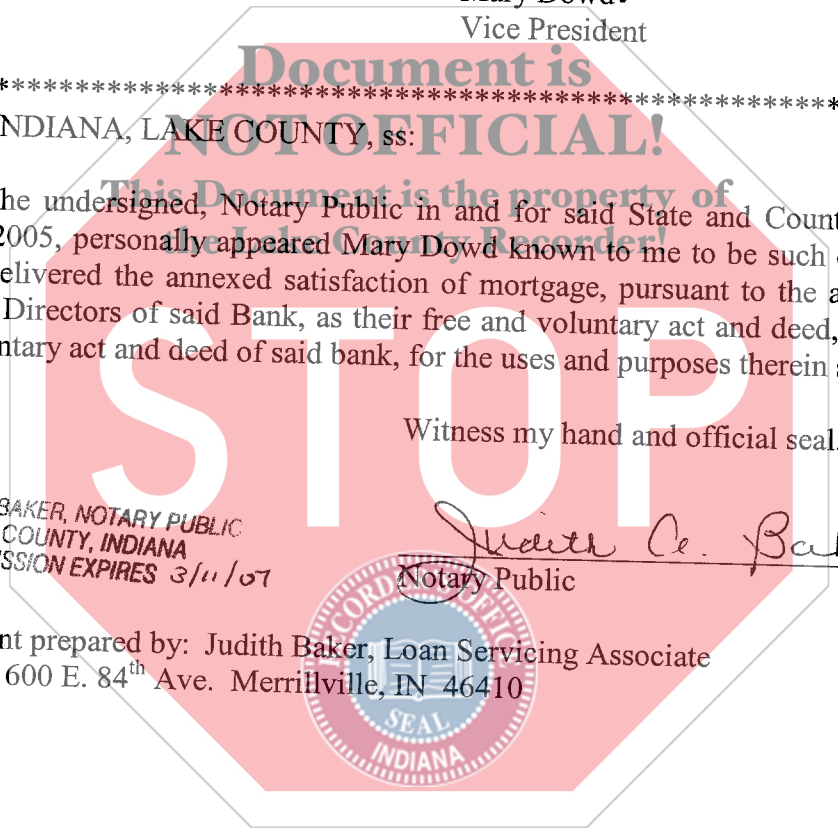 Mary Dowd
Vice President
Document is
NOT OFFICIAL!
This Document is the property of
the Lake County Recorder!
STOP
*********************************************************************
NDIANA, LAKE COUNTY, ss:
he undersigned, Notary Public in and for said State and Count
2005, personally appeared Mary Dowd known to me to be such
elivered the annexed satisfaction of mortgage, pursuant to the a
Directors of said Bank, as their free and voluntary act and deed,
ntary act and deed of said bank, for the uses and purposes therein
Witness my hand and official seal.
BAKER, NOTARY PUBLIC
COUNTY, INDIANA
SSION EXPIRES 3/11/07
Judith A. Ba
Notary Public
nt prepared by: Judith Baker, Loan Servicing Associate
600 E. 84th Ave. Merrillville, IN 46410
RECORDER'S OFFIC
SEAL
INDIANA